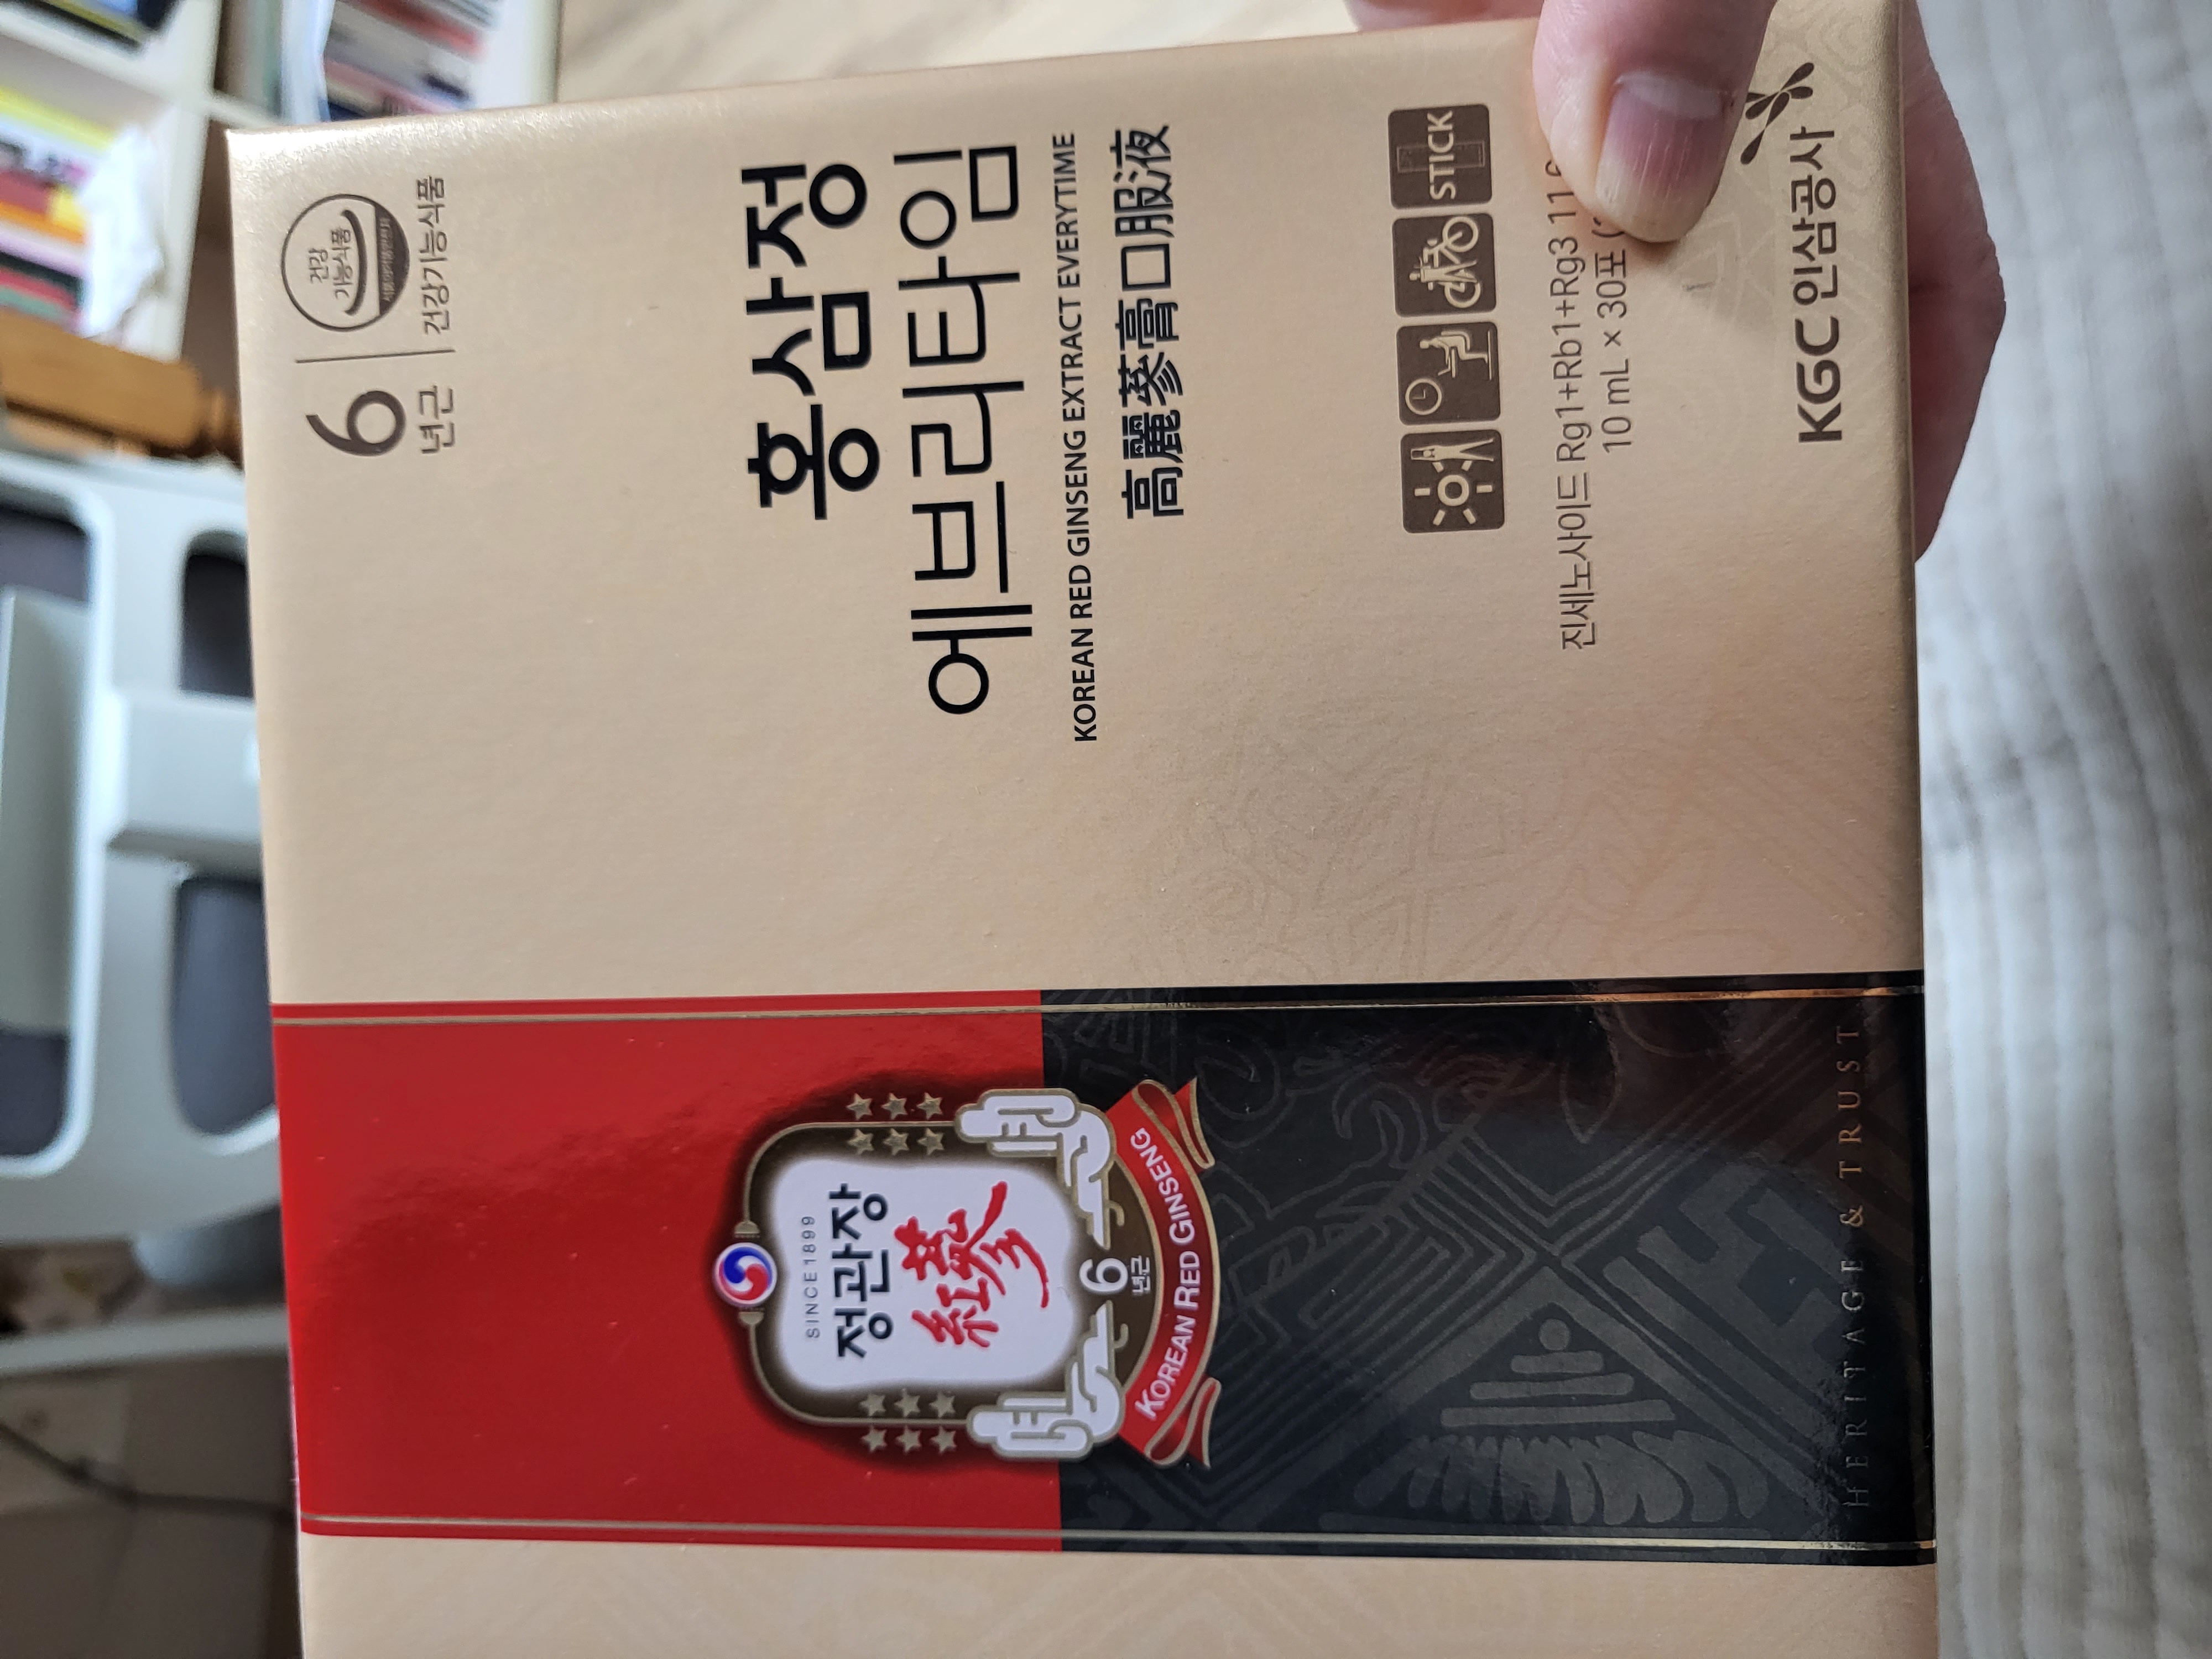 SINCE 1899
정관장
紅蔘
6
년근
KOREAN RED GINSENG
HERITAGE & TRUST
6
년근
건강
기능식품
건강기능식품
홍삼정
에브리타임
KOREAN RED GINSENG EXTRACT EVERYTIME
高麗蔘膏口服液
STICK
진세노사이드 Rg1+Rb1+Rg3
10 mL × 30포
KGC 인삼공사